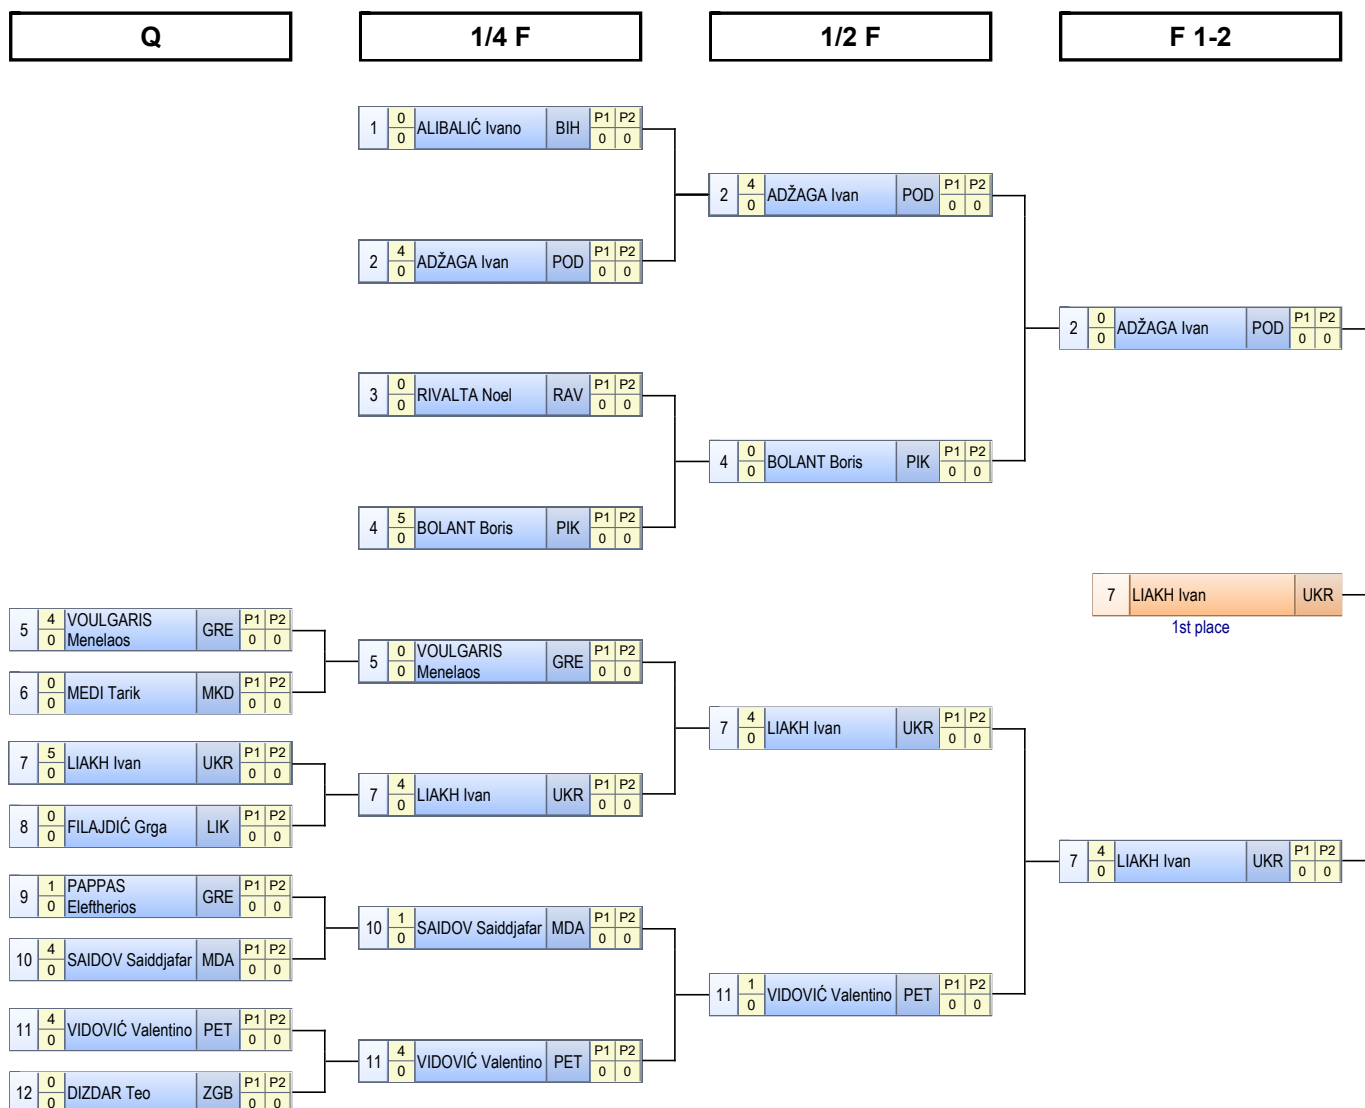 Q
1/4 F
1/2 F
F 1-2
1 0 0 ALIBALIĆ Ivano BIH P1 P2 0 0
2 4 0 ADŽAGA Ivan POD P1 P2 0 0
2 4 0 ADŽAGA Ivan POD P1 P2 0 0
2 0 0 ADŽAGA Ivan POD P1 P2 0 0
3 0 0 RIVALTA Noel RAV P1 P2 0 0
4 0 0 BOLANT Boris PIK P1 P2 0 0
4 5 0 BOLANT Boris PIK P1 P2 0 0
7 LIAKH Ivan UKR
1st place
5 4 0 VOULGARIS Menelaos GRE P1 P2 0 0
5 0 0 VOULGARIS Menelaos GRE P1 P2 0 0
6 0 0 MEDI Tarik MKD P1 P2 0 0
7 4 0 LIAKH Ivan UKR P1 P2 0 0
7 5 0 LIAKH Ivan UKR P1 P2 0 0
7 4 0 LIAKH Ivan UKR P1 P2 0 0
8 0 0 FILAJDIĆ Grga LIK P1 P2 0 0
7 4 0 LIAKH Ivan UKR P1 P2 0 0
9 1 0 PAPPAS Eleftherios GRE P1 P2 0 0
10 1 0 SAIDOV Saiddjafar MDA P1 P2 0 0
10 4 0 SAIDOV Saiddjafar MDA P1 P2 0 0
11 1 0 VIDOVIĆ Valentino PET P1 P2 0 0
11 4 0 VIDOVIĆ Valentino PET P1 P2 0 0
11 4 0 VIDOVIĆ Valentino PET P1 P2 0 0
12 0 0 DIZDAR Teo ZGB P1 P2 0 0